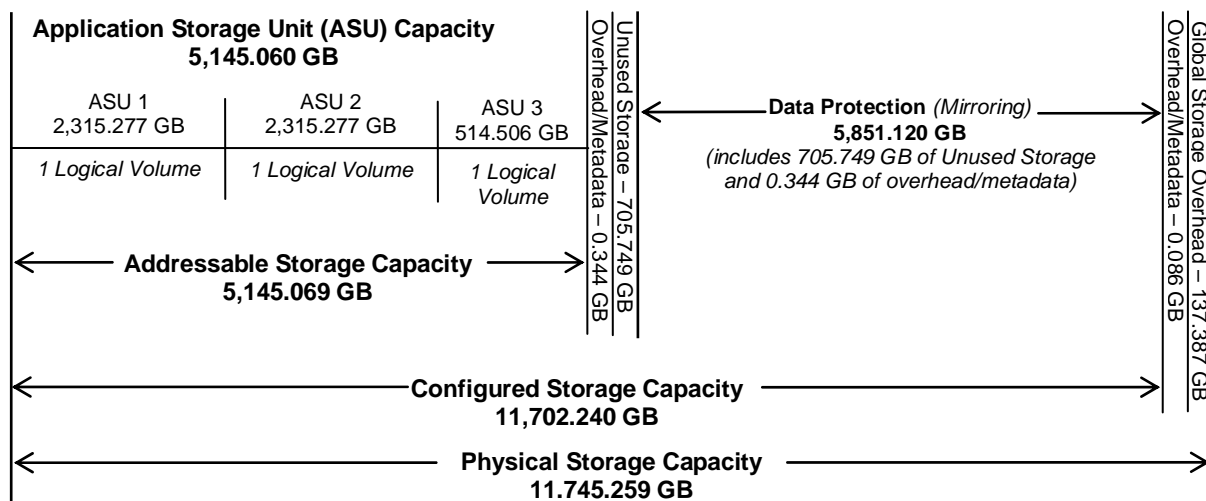 Application Storage Unit (ASU) Capacity
5,145.060 GB
ASU 1
2,315.277 GB
ASU 2
2,315.277 GB
ASU 3
514.506 GB
1 Logical Volume
1 Logical Volume
1 Logical
Volume
Addressable Storage Capacity
5,145.069 GB
Overhead/Metadata – 0.344 GB
Unused Storage – 705.749 GB
Data Protection (Mirroring)
5,851.120 GB
(includes 705.749 GB of Unused Storage
and 0.344 GB of overhead/metadata)
Overhead/Metadata – 0.086 GB
Global Storage Overhead – 137.387 GB
Configured Storage Capacity
11,702.240 GB
Physical Storage Capacity
11.745.259 GB